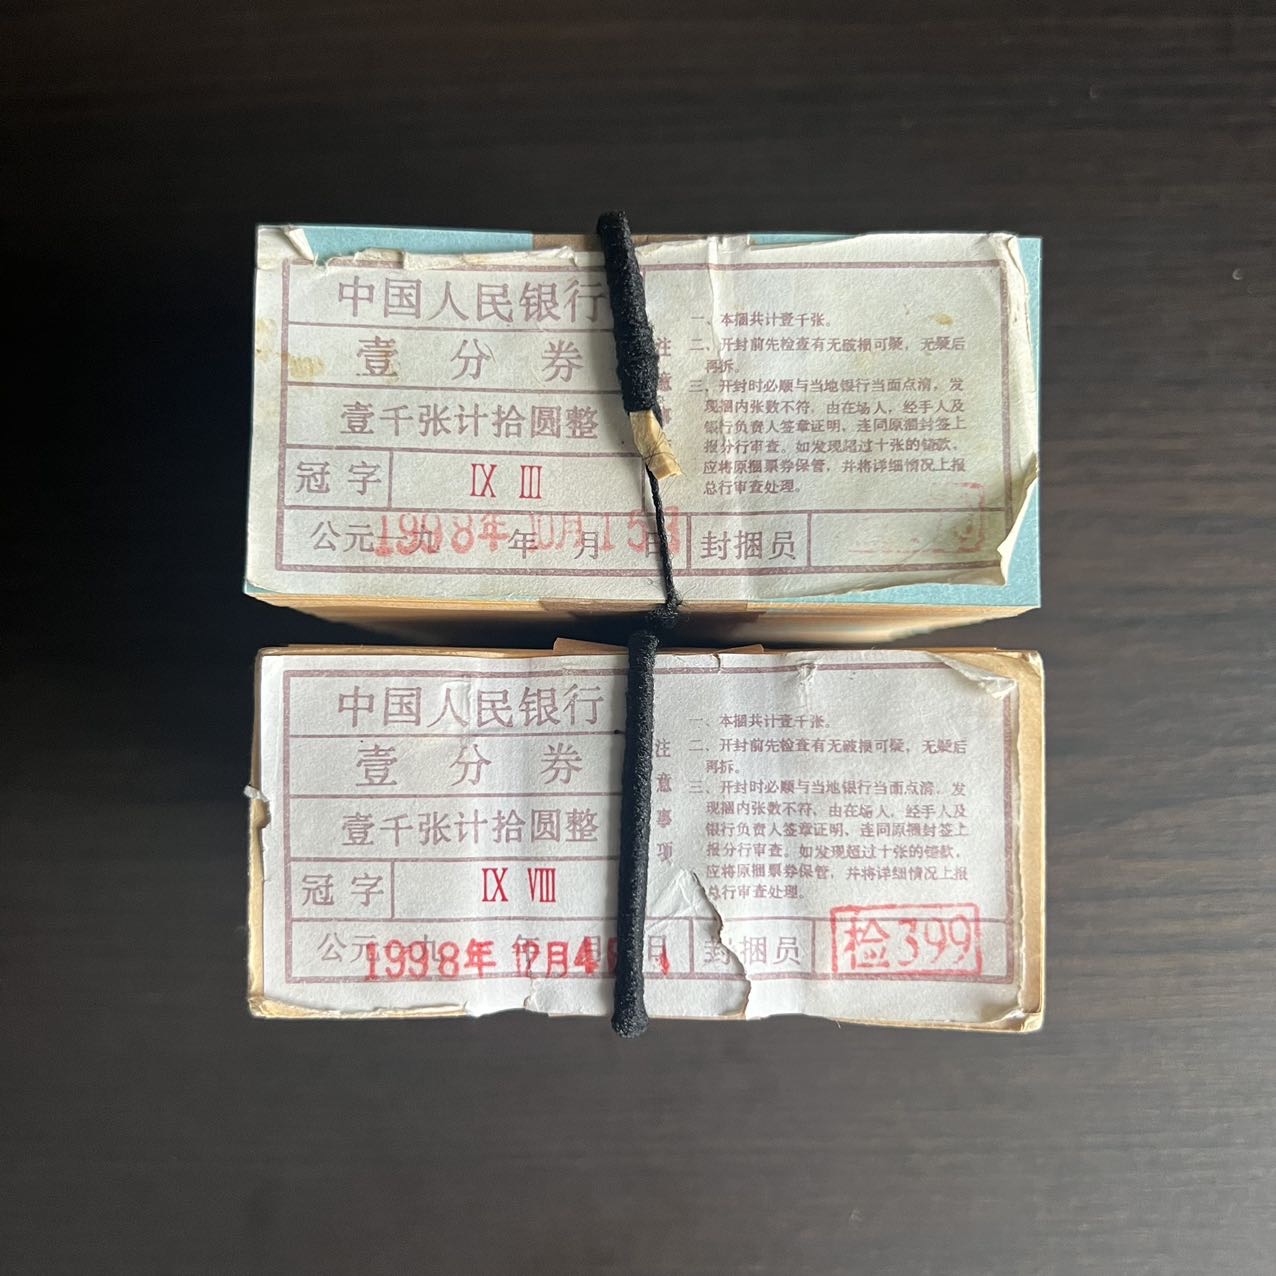 中国人民银行
壹分券
壹千张计拾圆整
冠字
IX III
公元一九 年 月 日
1998年10月15日
封捆员
注意
一、本捆共计壹千张。
二、开封前先检查有无破损可疑，无疑后
再拆。
三、开封时必顺与当地银行当面点清，发
现捆内张数不符，由在场人，经手人及
银行负责人签章证明，连同原捆封签上
报分行审查。如发现超过十张的错款，
应将原捆票券保管，并将详细情况上报
总行审查处理。
中国人民银行
壹分券
壹千张计拾圆整
冠字
IX VIII
公元一九 年 月 日
1998年
月4
封捆员
检399
注意事项
一、本捆共计壹千张。
二、开封前先检查有无破损可疑，无疑后
再拆。
三、开封时必顺与当地银行当面点清，发
现捆内张数不符，由在场人，经手人及
银行负责人签章证明，连同原捆封签上
报分行审查。如发现超过十张的错款，
应将原捆票券保管，并将详细情况上报
总行审查处理。